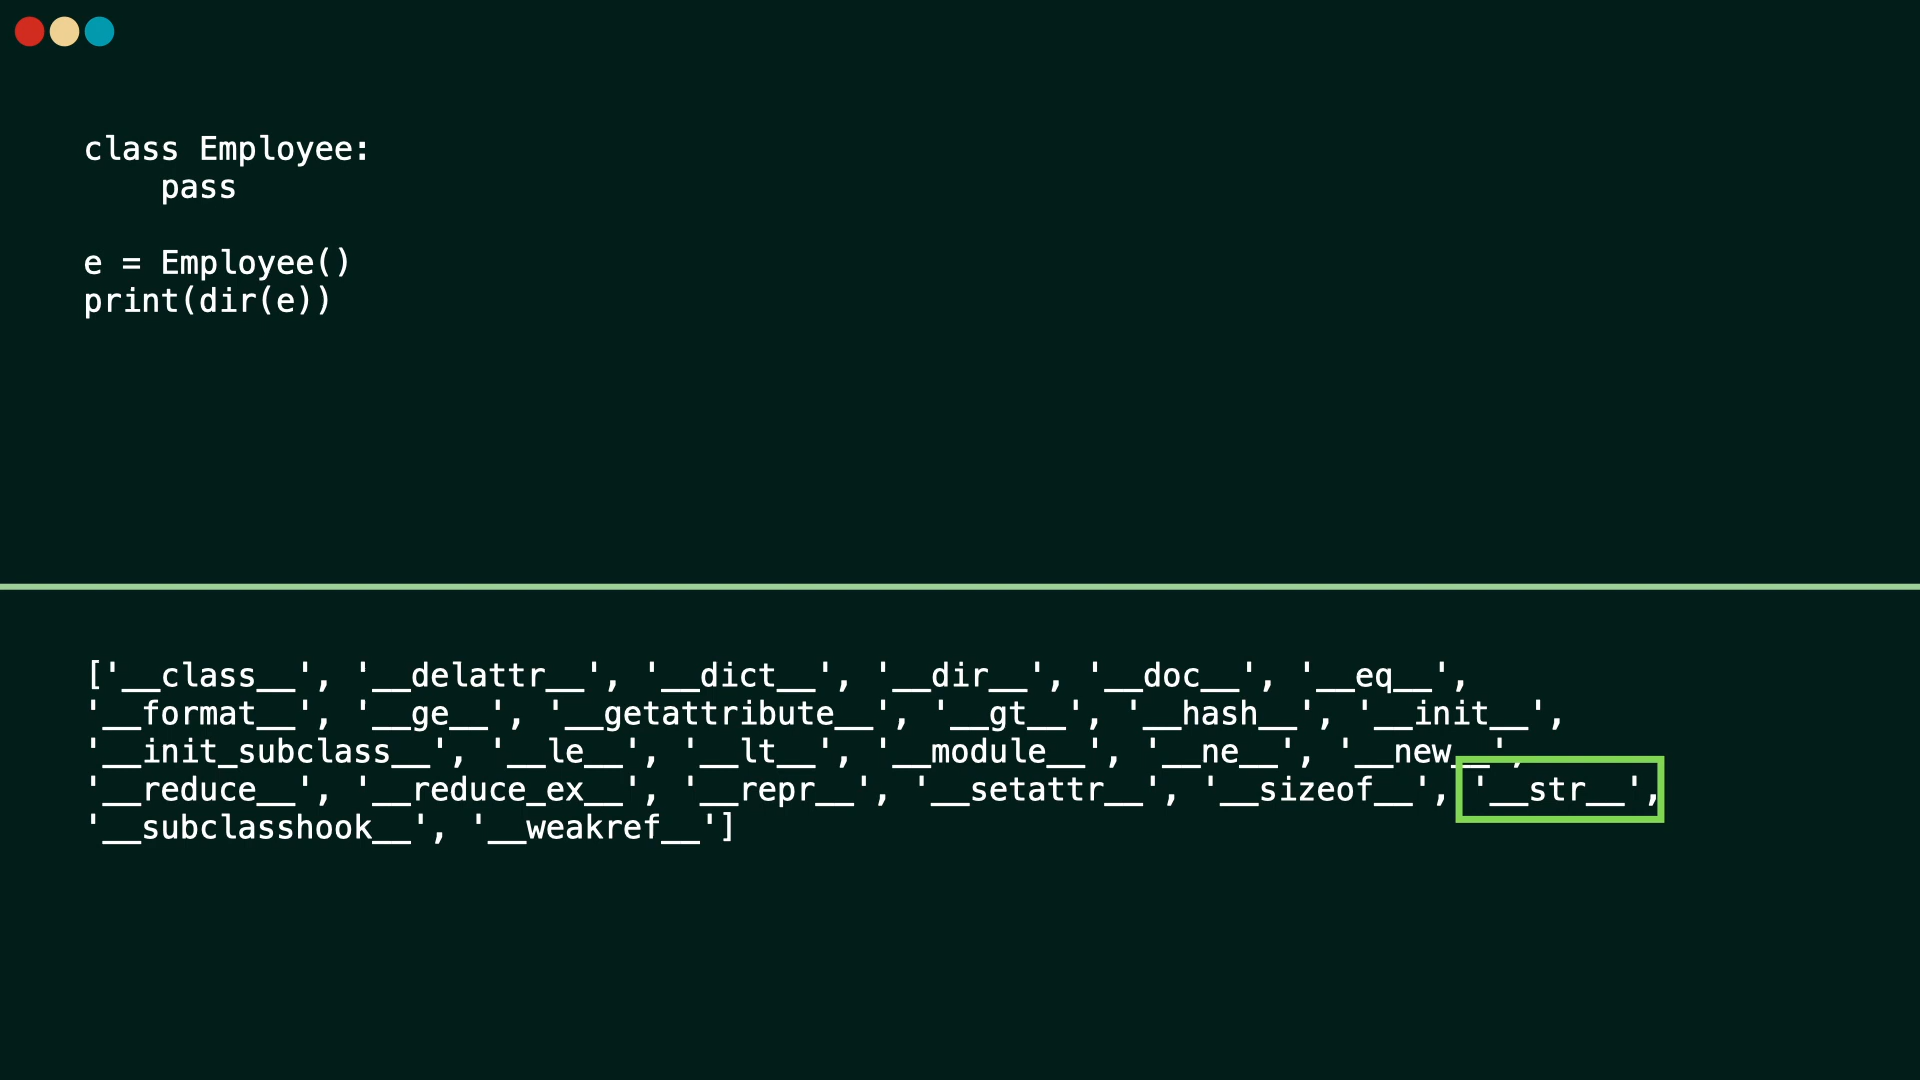 class Employee:
    pass
e = Employee()
print(dir(e))
['__class__', '__delattr__', '__dict__', '__dir__', '__doc__', '__eq__',
'__format__', '__ge__', '__getattribute__', '__gt__', '__hash__', '__init__',
'__init_subclass__', '__le__', '__lt__', '__module__', '__ne__', '__new__',
'__reduce__', '__reduce_ex__', '__repr__', '__setattr__', '__sizeof__', '__str__',
'__subclasshook__', '__weakref__']